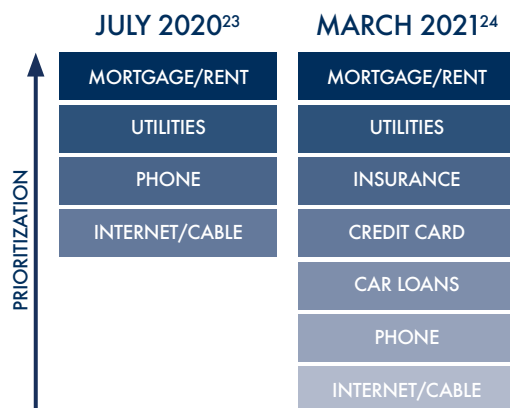 JULY 2020²³
MARCH 2021²⁴
PRIORITIZATION
MORTGAGE/RENT
UTILITIES
PHONE
INTERNET/CABLE
MORTGAGE/RENT
UTILITIES
INSURANCE
CREDIT CARD
CAR LOANS
PHONE
INTERNET/CABLE